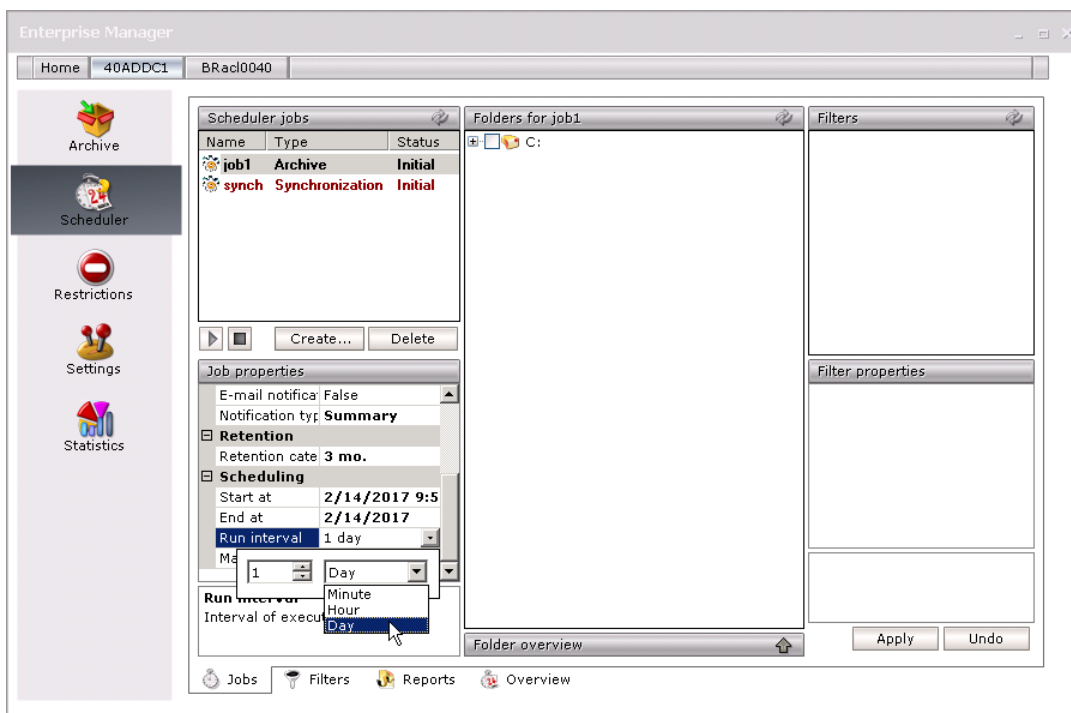 Enterprise Manager
Home 40ADDC1 BRacl0040
Archive
Scheduler
Restrictions
Settings
Statistics
Scheduler jobs
Name Type Status
job1 Archive Initial
synch Synchronization Initial
Create... Delete
Job properties
E-mail notifica False
Notification typ Summary
Retention
Retention cate 3 mo.
Scheduling
Start at 2/14/2017 9:5
End at 2/14/2017
Run interval 1 day
Ma
1 Day
Minute
Hour
Day
Run interval
Interval of execu
Folders for job1
C:
Folder overview
Filters
Filter properties
Apply Undo
Jobs Filters Reports Overview